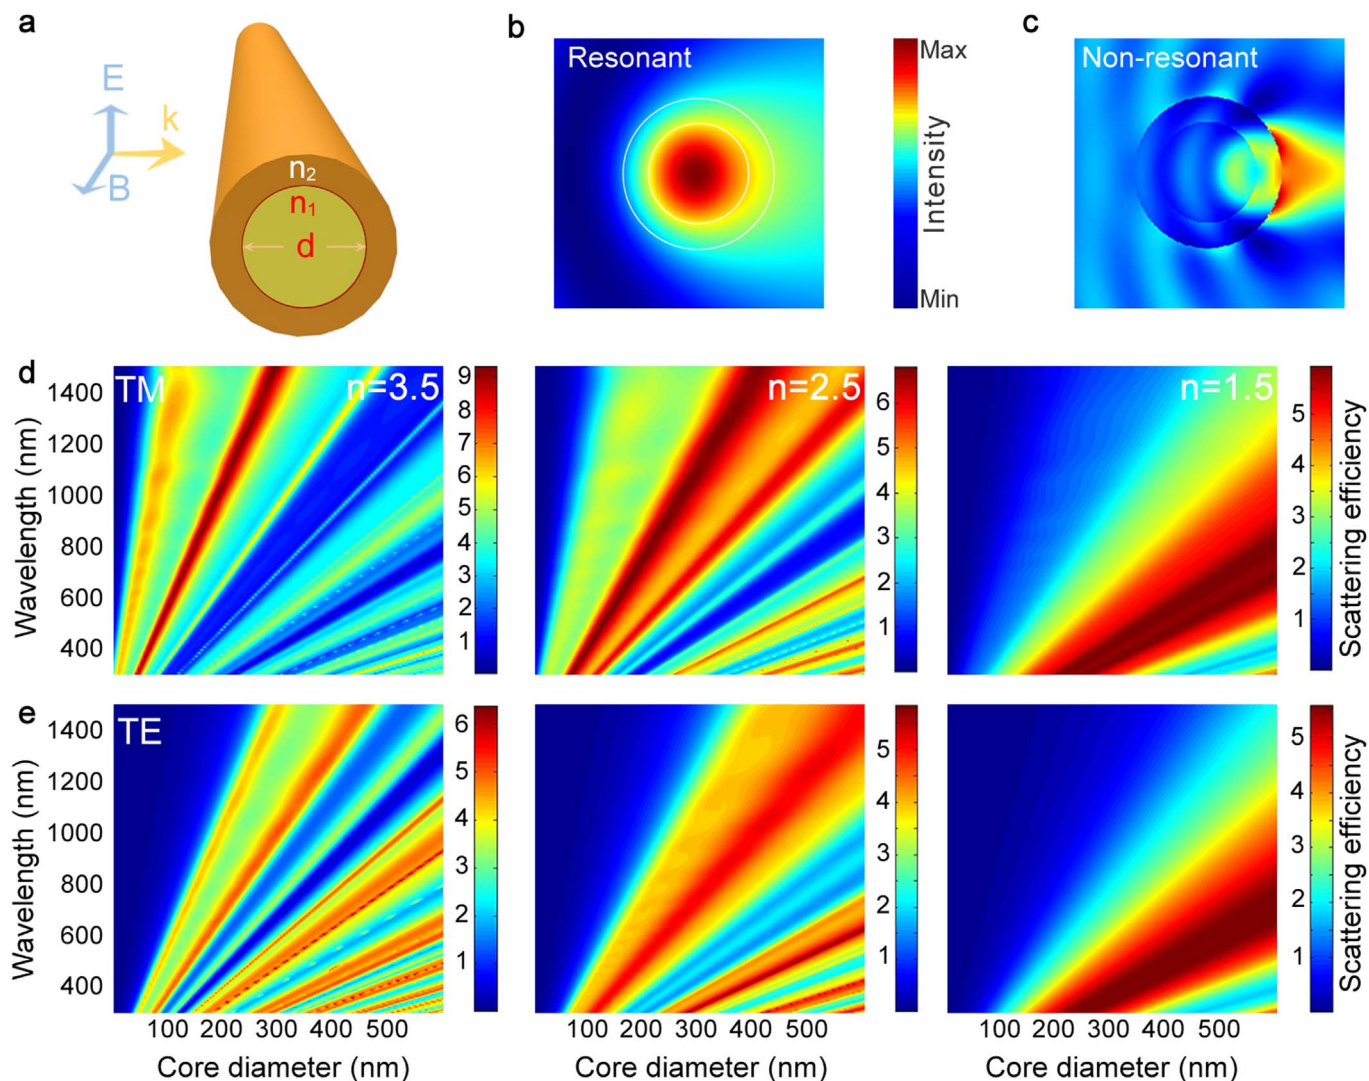 a
E
k
B
n₂
n₁
d
b
Resonant
Max
Intensity
Min
c
Non-resonant
d
TM
n=3.5
n=2.5
n=1.5
Wavelength (nm)
1400
1200
1000
800
600
400
9
8
7
6
5
4
3
2
1
6
5
4
3
2
1
5
4
3
2
1
Scattering efficiency
e
TE
Wavelength (nm)
1400
1200
1000
800
600
400
6
5
4
3
2
1
5
4
3
2
1
5
4
3
2
1
Scattering efficiency
100 200 300 400 500
100 200 300 400 500
100 200 300 400 500
Core diameter (nm)
Core diameter (nm)
Core diameter (nm)